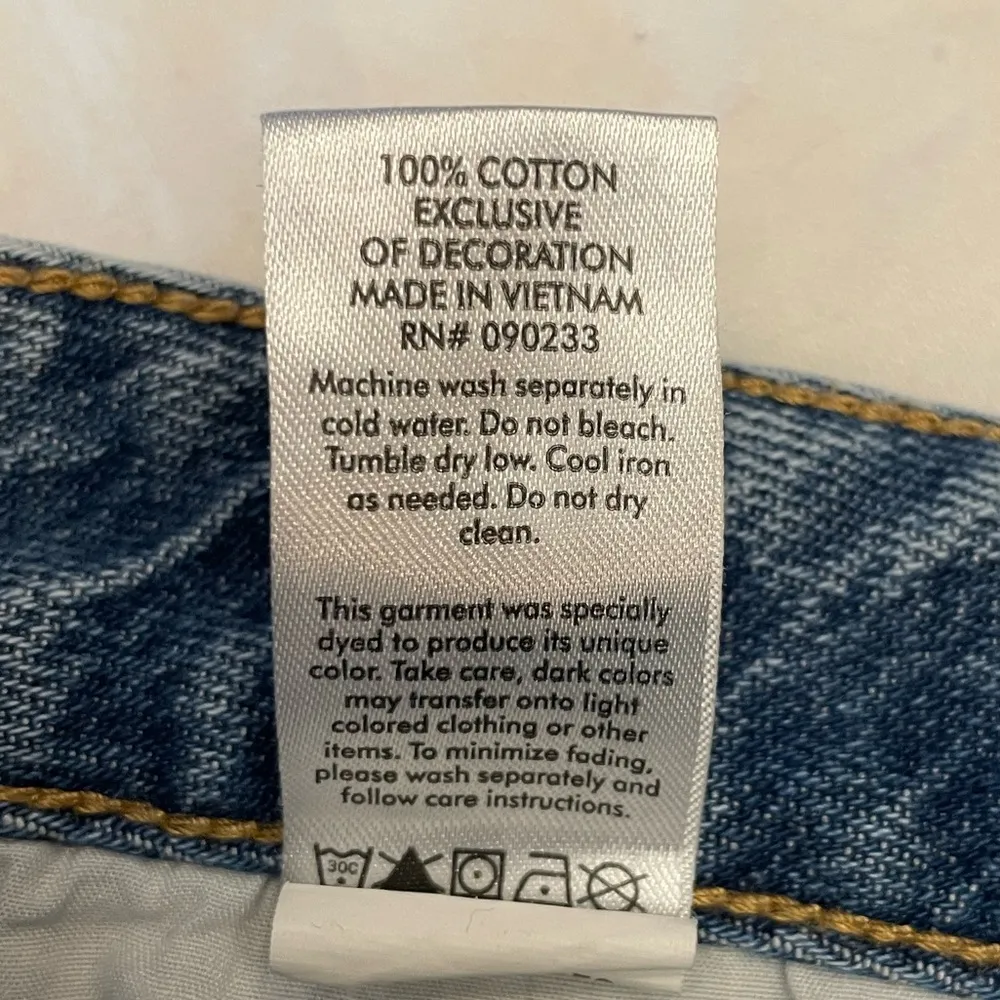 100% COTTON
EXCLUSIVE
OF DECORATION
MADE IN VIETNAM
RN# 090233
Machine wash separately in
cold water. Do not bleach.
Tumble dry low. Cool iron
as needed. Do not dry
clean.
This garment was specially
dyed to produce its unique
color. Take care, dark colors
may transfer onto light
colored clothing or other
items. To minimize fading,
please wash separately and
follow care instructions.
30C